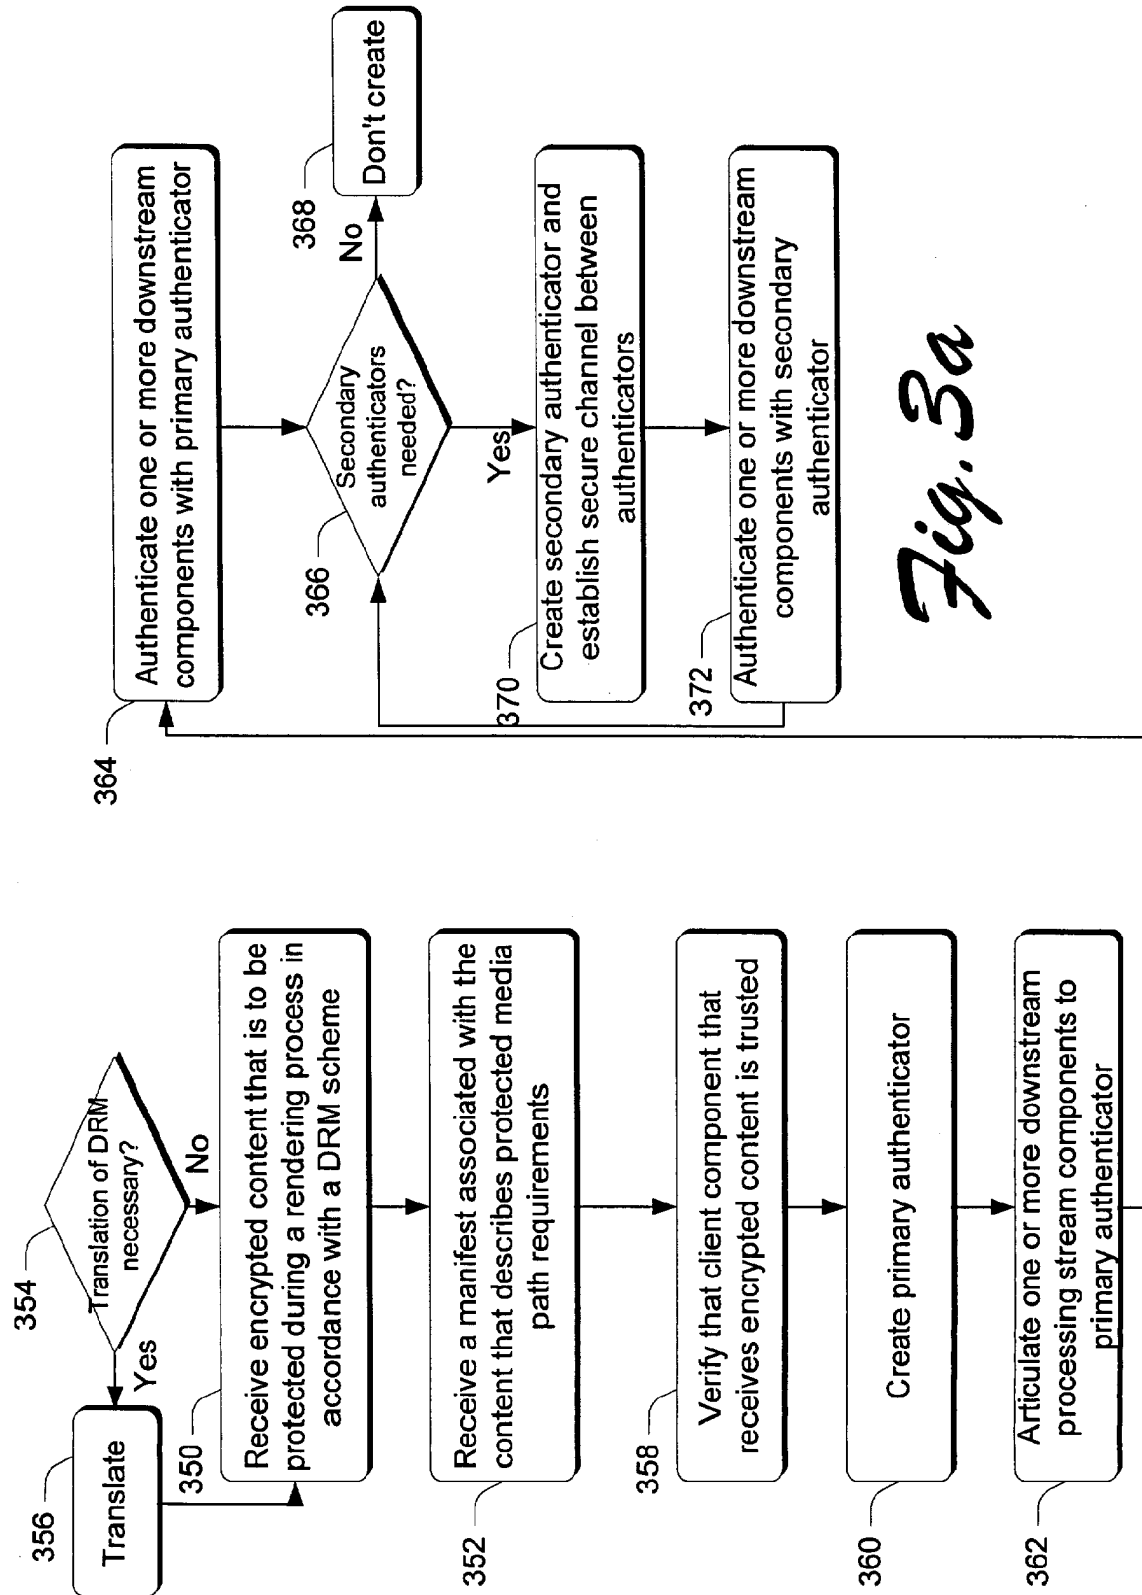 354
Translation of DRM
necessary?
Yes
No
356
Translate
350
Receive encrypted content that is to be
protected during a rendering process in
accordance with a DRM scheme
352
Receive a manifest associated with the
content that describes protected media
path requirements
358
Verify that client component that
receives encrypted content is trusted
360
Create primary authenticator
362
Articulate one or more downstream
processing stream components to
primary authenticator
364
Authenticate one or more downstream
components with primary authenticator
366
Secondary
authenticators
needed?
No
368
Don't create
Yes
370
Create secondary authenticator and
establish secure channel between
authenticators
372
Authenticate one or more downstream
components with secondary
authenticator
Fig. 3a